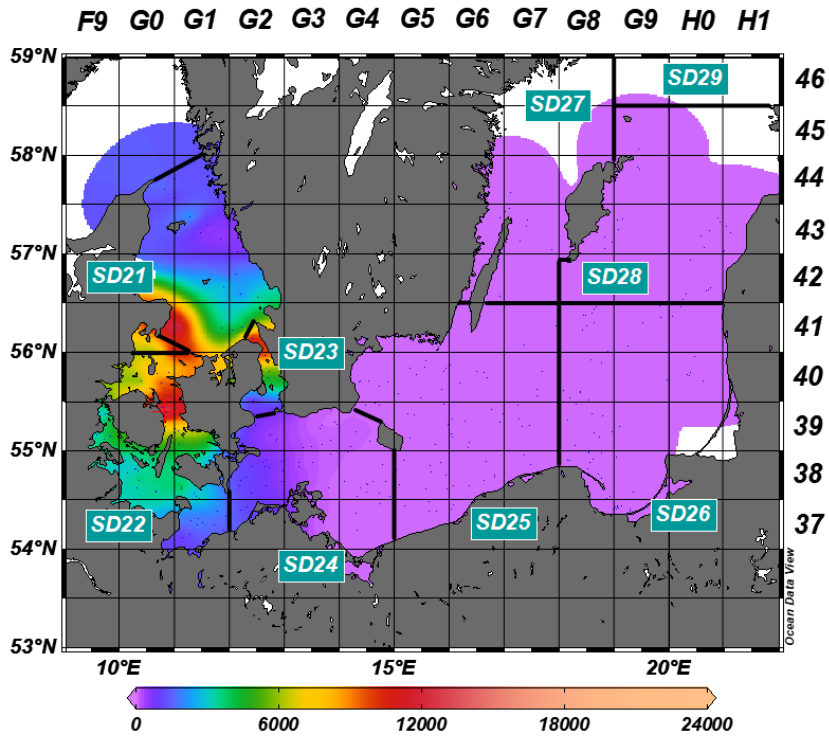 F9 G0 G1 G2 G3 G4 G5 G6 G7 G8 G9 H0 H1
59°N
SD29 46
SD27
45
58°N
44
57°N 43
SD21 SD28 42
41
56°N SD23
40
39
55°N
38
SD22 SD25 SD26 37
54°N
SD24
Ocean Data View
53°N
10°E 15°E 20°E
0 6000 12000 18000 24000